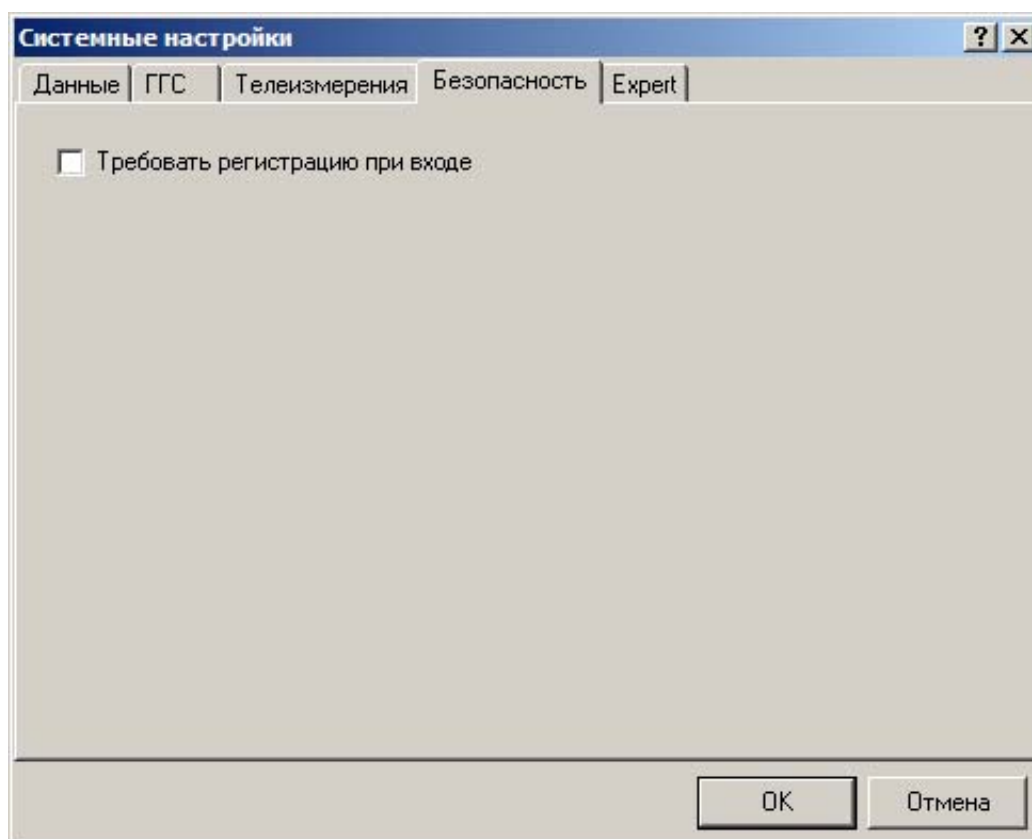 Системные настройки
Данные ГГС Телеизмерения Безопасность Expert
Требовать регистрацию при входе
OK Отмена